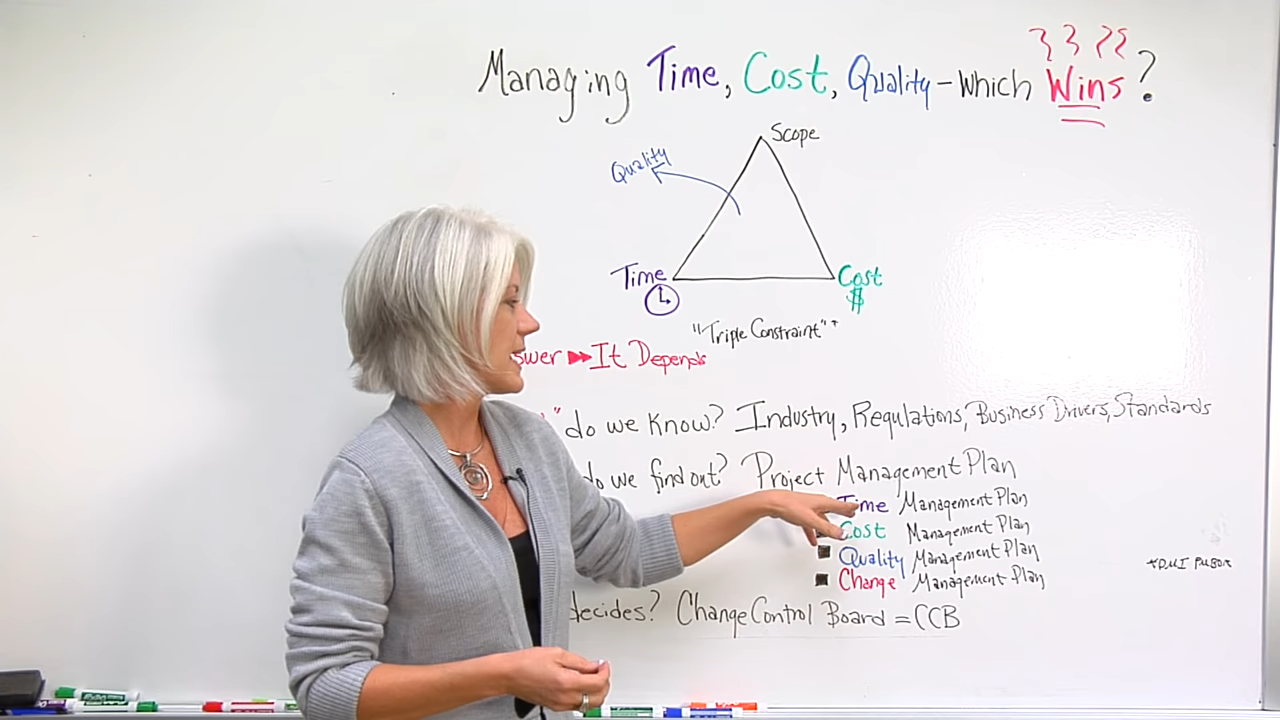 Managing Time, Cost, Quality - Which Wins?
Scope
Quality
Time
Cost
$
"Triple Constraint"*
It Depends
" do we know? Industry, Regulations, Business Drivers, Standards
do we find out? Project Management Plan
Time Management Plan
Cost Management Plan
Quality Management Plan
Change Management Plan
decides? Change Control Board = CCB